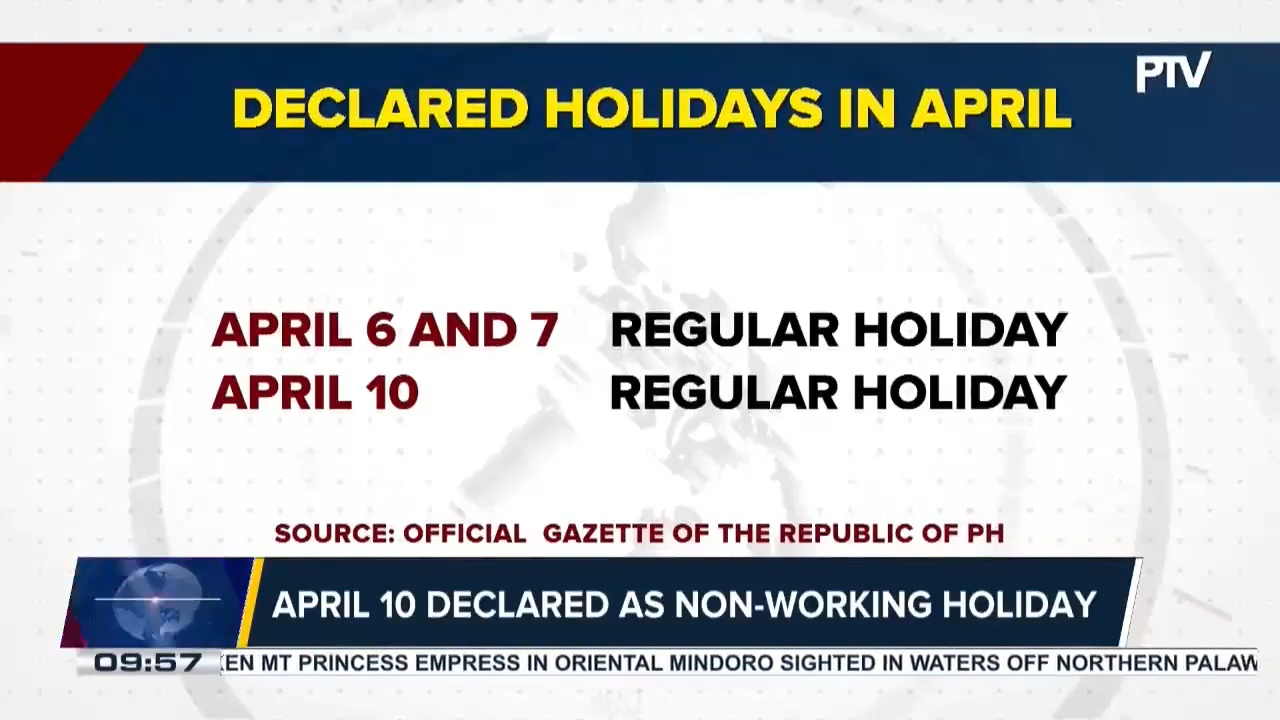 PTV
DECLARED HOLIDAYS IN APRIL
APRIL 6 AND 7 REGULAR HOLIDAY
APRIL 10 REGULAR HOLIDAY
SOURCE: OFFICIAL GAZETTE OF THE REPUBLIC OF PH
APRIL 10 DECLARED AS NON-WORKING HOLIDAY
09:57 MT PRINCESS EMPRESS IN ORIENTAL MINDORO SIGHTED IN WATERS OFF NORTHERN